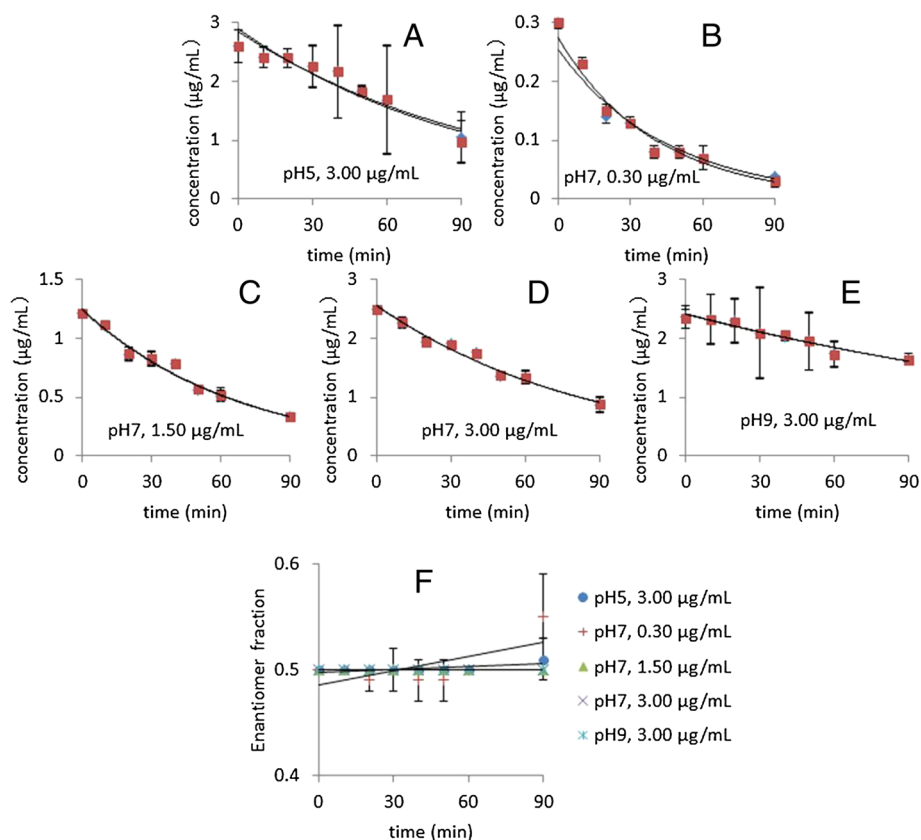 A
concentration (μg/mL)
3
2
1
0
pH5, 3.00 μg/mL
0 30 60 90
time (min)
B
concentration (μg/mL)
0.3
0.2
0.1
0
pH7, 0.30 μg/mL
0 30 60 90
time (min)
C
concentration (μg/mL)
1.5
1
0.5
0
pH7, 1.50 μg/mL
0 30 60 90
time (min)
D
concentration (μg/mL)
3
2
1
0
pH7, 3.00 μg/mL
0 30 60 90
time (min)
E
concentration (μg/mL)
3
2
1
0
pH9, 3.00 μg/mL
0 30 60 90
time (min)
F
Enantiomer fraction
0.6
0.5
0.4
0 30 60 90
time (min)
pH5, 3.00 μg/mL
pH7, 0.30 μg/mL
pH7, 1.50 μg/mL
pH7, 3.00 μg/mL
pH9, 3.00 μg/mL